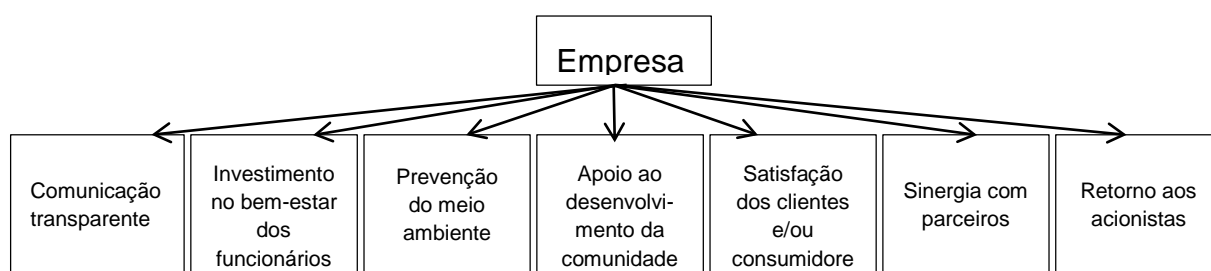 Empresa
Comunicação
transparente
Investimento
no bem-estar
dos
funcionários
Prevenção
do meio
ambiente
Apoio ao
desenvolvi-
mento da
comunidade
Satisfação
dos clientes
e/ou
consumidore
Sinergia com
parceiros
Retorno aos
acionistas